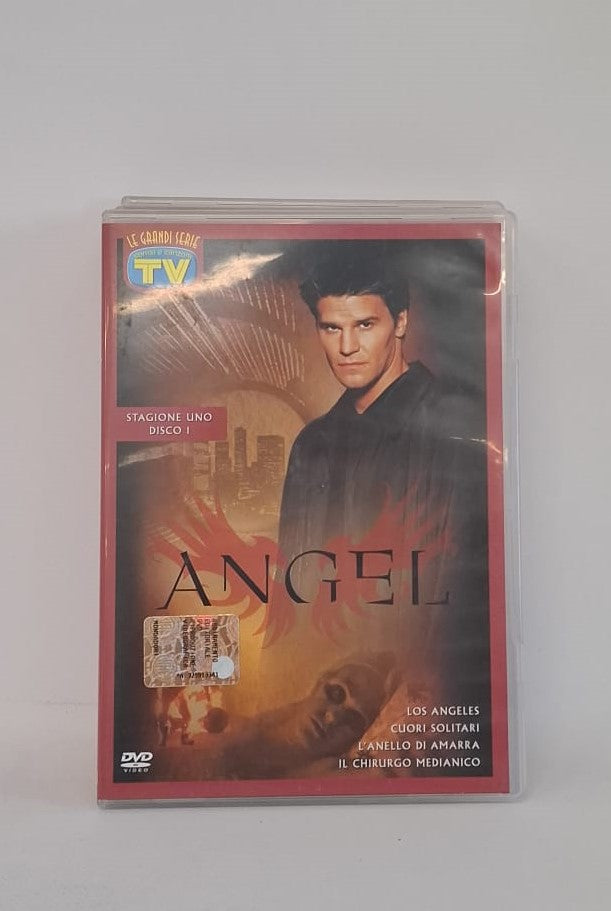 LE GRANDI SERIE
TV
STAGIONE UNO
DISCO 1
ANGEL
LOS ANGELES
CUORI SOLITARI
L'ANELLO DI AMARRA
IL CHIRURGO MEDIANICO
DVD
VIDEO